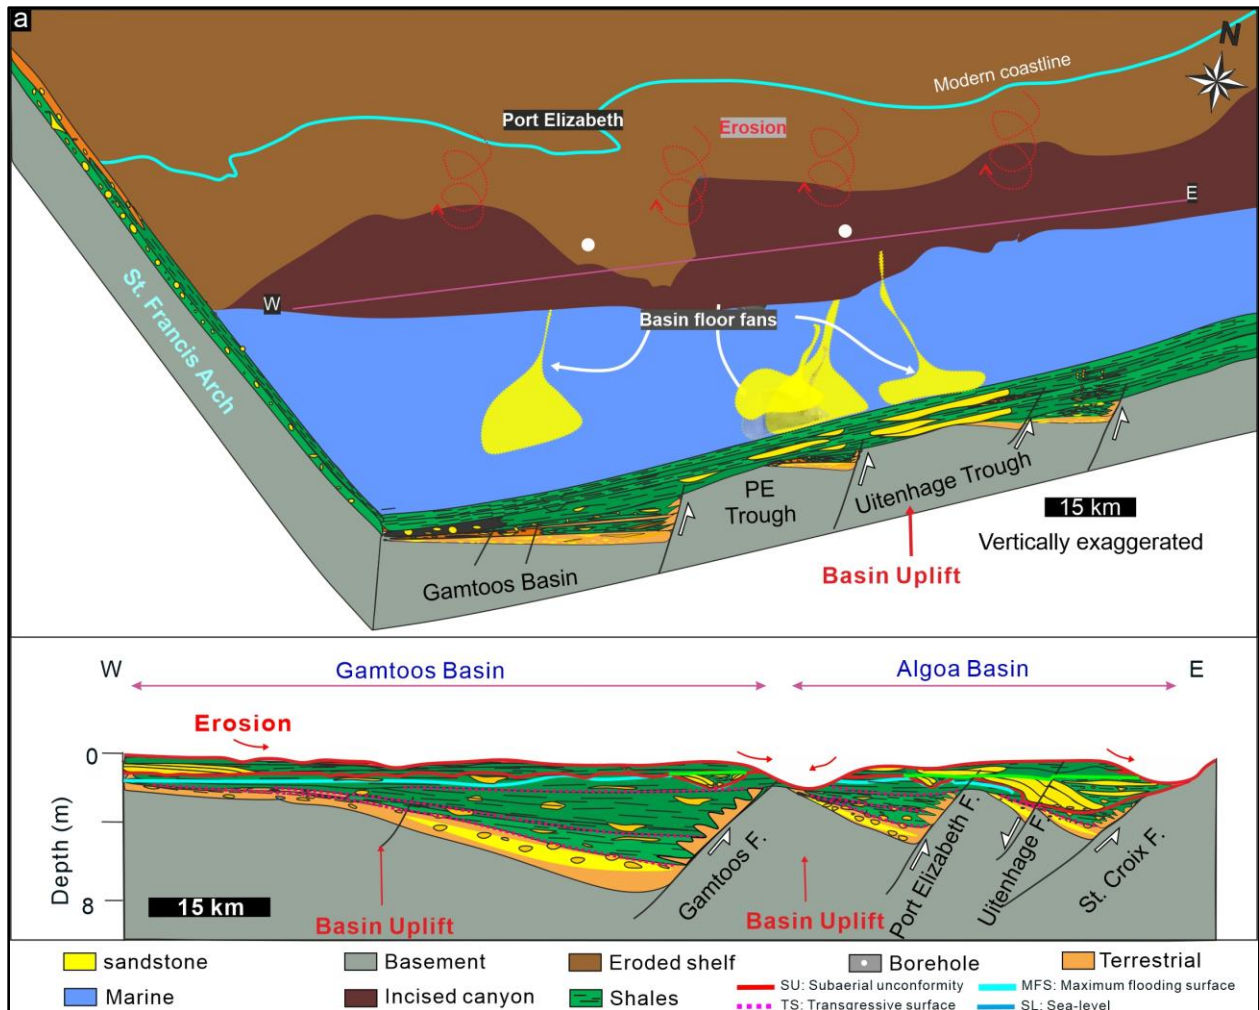 a
N
Modern coastline
Port Elizabeth
Erosion
E
St. Francis Arch
W
Basin floor fans
PE
Trough
Uitenhage Trough
15 km
Vertically exaggerated
Gamtoos Basin
Basin Uplift
W
Gamtoos Basin
Algoa Basin
E
Erosion
0
Depth (m)
8
15 km
Basin Uplift
Gamtoos F.
Basin Uplift
Port Elizabeth F.
Uitenhage F.
St. Croix F.
sandstone
Basement
Eroded shelf
Borehole
Terrestrial
Marine
Incised canyon
Shales
SU: Subaerial unconformity
MFS: Maximum flooding surface
TS: Transgressive surface
SL: Sea-level